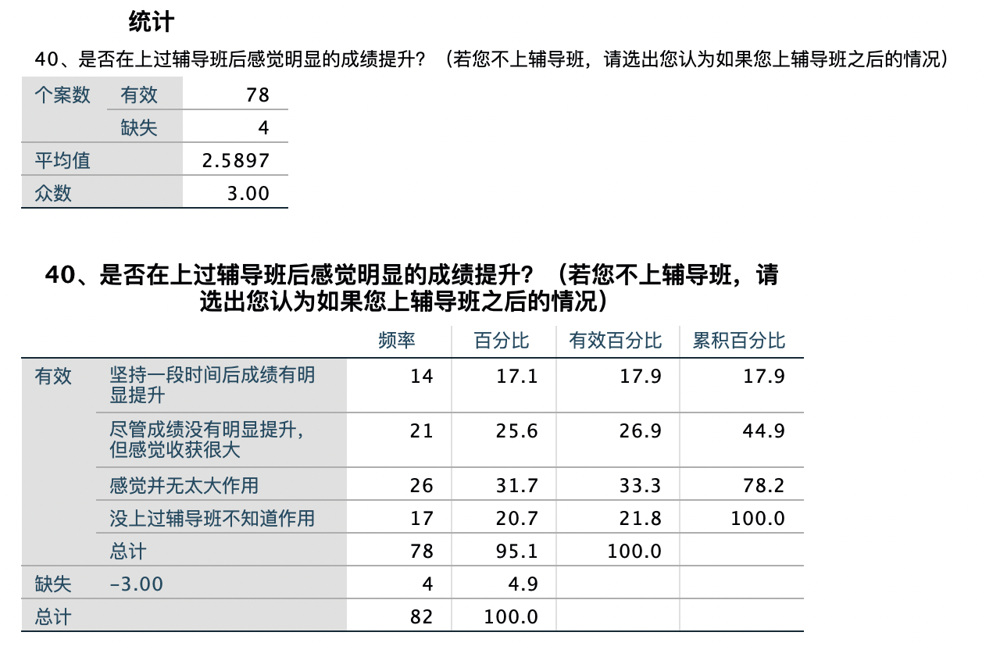 统计
40、是否在上过辅导班后感觉明显的成绩提升？（若您不上辅导班，请选出您认为如果您上辅导班之后的情况）
个案数 有效 78
缺失 4
平均值 2.5897
众数 3.00
40、是否在上过辅导班后感觉明显的成绩提升？（若您不上辅导班，请
选出您认为如果您上辅导班之后的情况）
频率 百分比 有效百分比 累积百分比
有效 坚持一段时间后成绩有明 14 17.1 17.9 17.9
显提升
尽管成绩没有明显提升， 21 25.6 26.9 44.9
但感觉收获很大
感觉并无太大作用 26 31.7 33.3 78.2
没上过辅导班不知道作用 17 20.7 21.8 100.0
总计 78 95.1 100.0
缺失 -3.00 4 4.9
总计 82 100.0